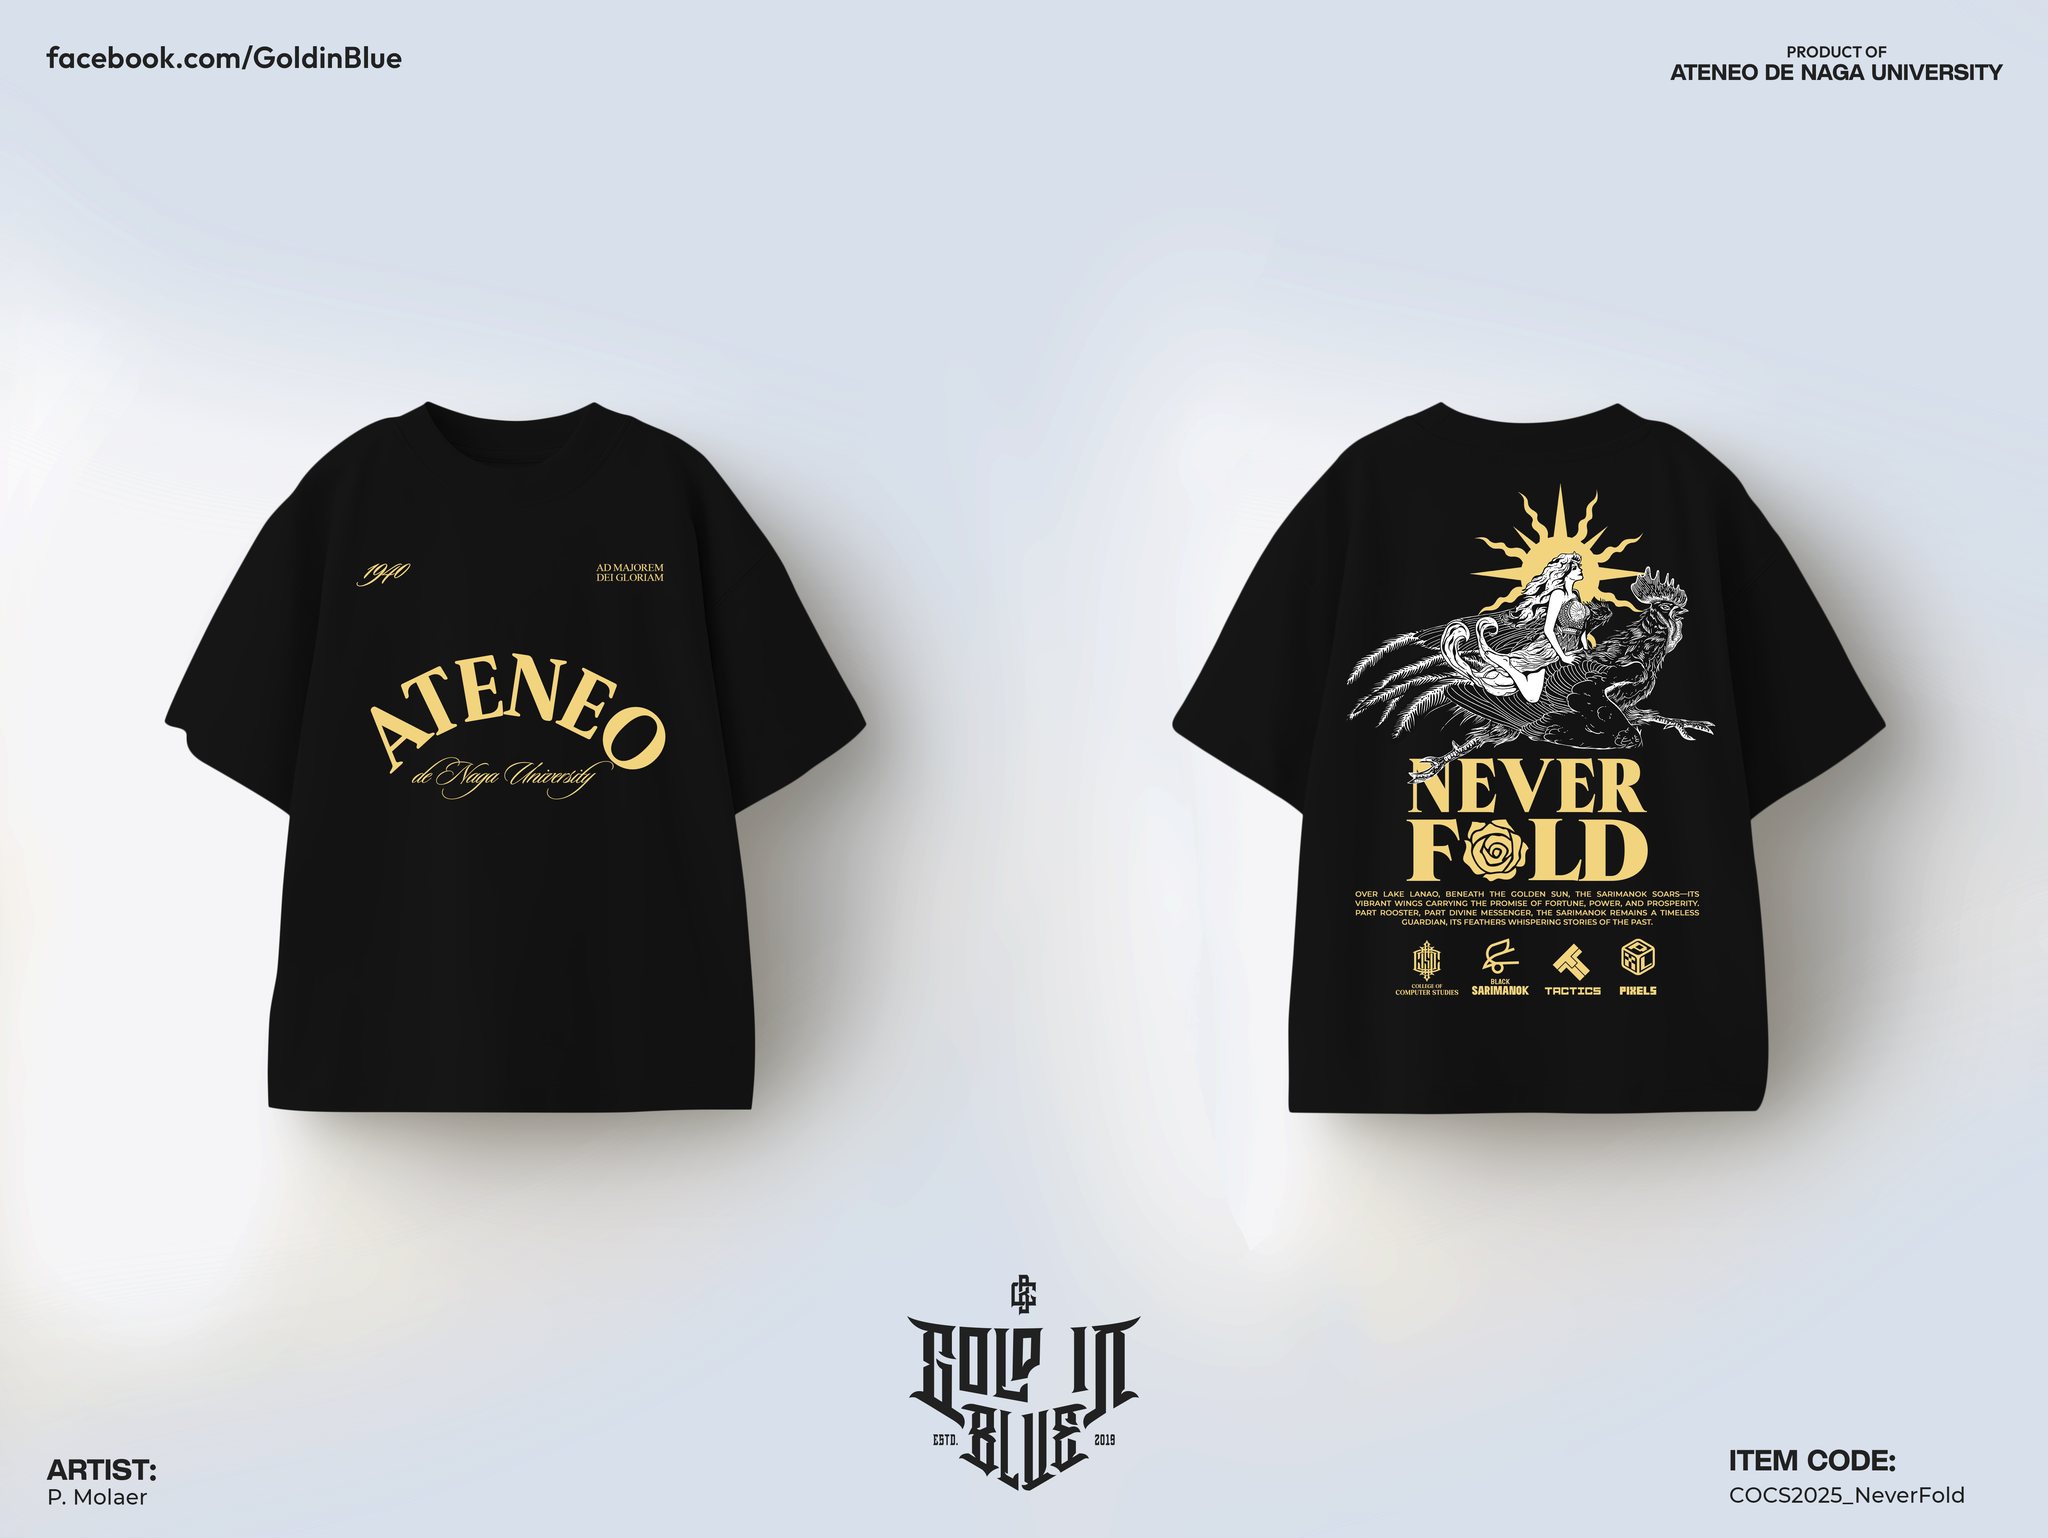 facebook.com/GoldinBlue
PRODUCT OF
ATENEO DE NAGA UNIVERSITY
1940
AD MAJOREM
DEI GLORIAM
ATENEO
de Naga University
NEVER
FOLD
OVER LAKE LANAO, BENEATH THE GOLDEN SUN, THE SARIMANOK SOARS—ITS
VIBRANT WINGS CARRYING THE PROMISE OF FORTUNE, POWER, AND PROSPERITY.
PART ROOSTER, PART DIVINE MESSENGER, THE SARIMANOK REMAINS A TIMELESS
GUARDIAN, ITS FEATHERS WHISPERING STORIES OF THE PAST.
COLLEGE OF
COMPUTER STUDIES
BLACK
SARIMANOK
TACTICS
PIXELS
GOLD IN
BLUE
ESTD. 2019
ARTIST:
P. Molaer
ITEM CODE:
COCS2025_NeverFold